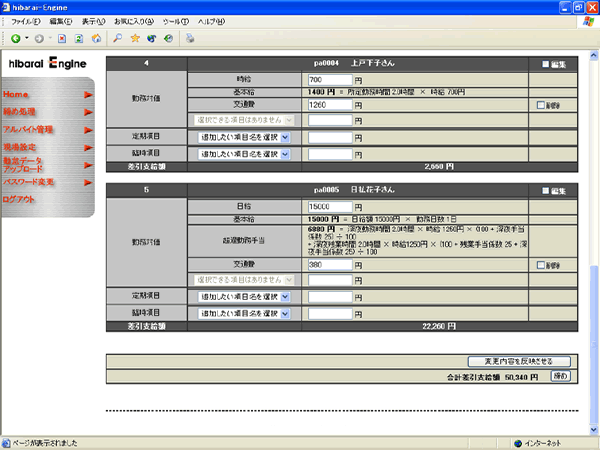 hibarai-Engine
ファイル(F) 編集(E) 表示(V) お気に入り(A) ツール(T) ヘルプ(H)
戻る
hibarai Engine
Home
締め処理
アルバイト管理
現場設定
勤怠データ
アップロード
パスワード変更
ログアウト
4 pa0004 上戸下子さん 編集
勤務対価
時給 700 円
基本給 1400 円 = 所定勤務時間 2.0時間 × 時給 700円
交通費 1260 円 削除
選択できる項目はありません 円
定期項目 追加したい項目名を選択 円
臨時項目 追加したい項目名を選択 円
差引支給額 2,660 円
5 pa0005 日払花子さん 編集
勤務対価
日給 15000 円
基本給 15000 円 = 日給額 15000円 × 勤務日数 1日
超過勤務手当 6880 円 = 深夜勤務時間 2.0時間 × 時給 1260円 × (100 + 深夜手当
係数 25) ÷ 100
+ 深夜残業時間 2.0時間 × 時給1250円 × (100 + 残業手当係数 25 + 深
夜手当係数 25) ÷ 100
交通費 380 円 削除
選択できる項目はありません 円
定期項目 追加したい項目名を選択 円
臨時項目 追加したい項目名を選択 円
差引支給額 22,260 円
変更内容を反映させる
合計差引支給額 50,340 円 締め
ページが表示されました インターネット